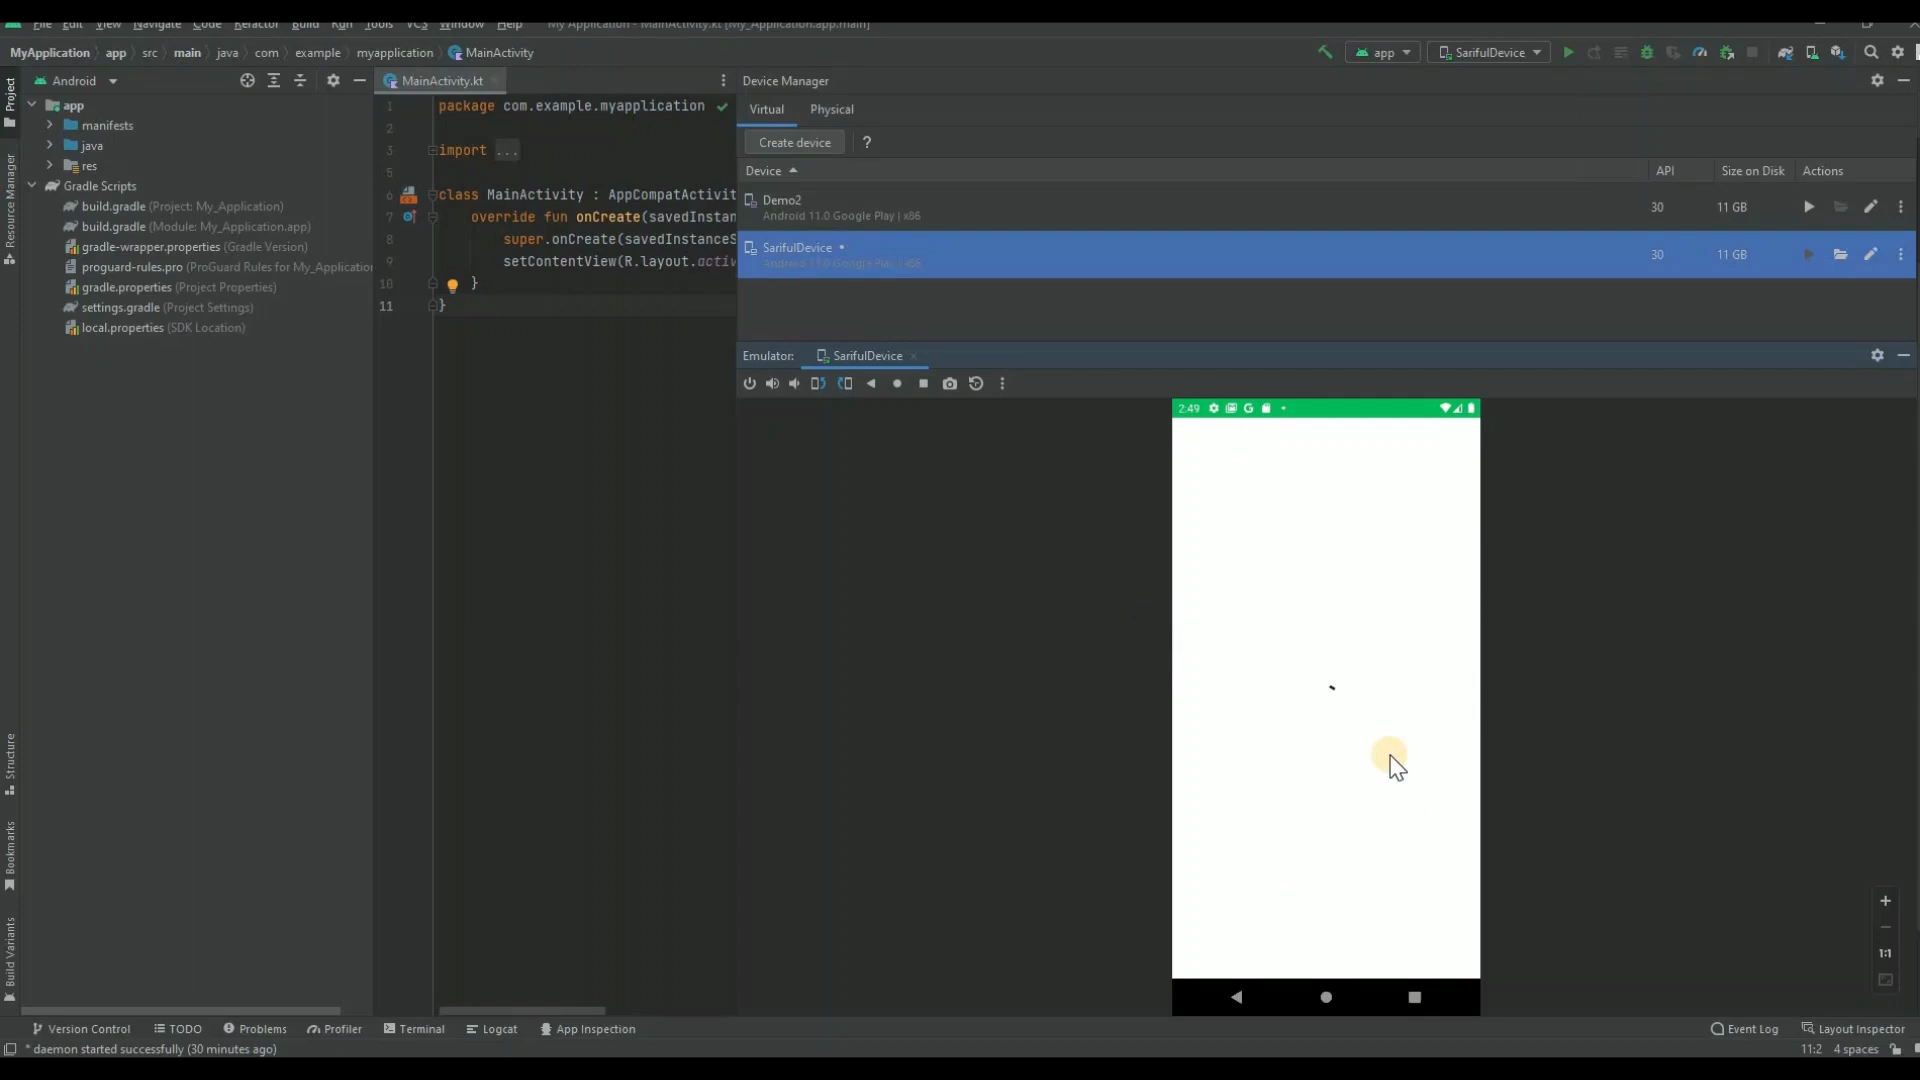 File Edit View Navigate Code Refactor Build Run Tools VCS Window Help My Application - MainActivity.kt [My_Application.app.main]
MyApplication app src main java com example myapplication MainActivity
app SarifulDevice
Android
MainActivity.kt
Device Manager
Project
Resource Manager
Structure
Bookmarks
Build Variants
app
manifests
java
res
Gradle Scripts
build.gradle (Project: My_Application)
build.gradle (Module: My_Application.app)
gradle-wrapper.properties (Gradle Version)
proguard-rules.pro (ProGuard Rules for My_Applicatio
gradle.properties (Project Properties)
settings.gradle (Project Settings)
local.properties (SDK Location)
1 package com.example.myapplication
2
3 import ...
5
6 class MainActivity : AppCompatActivit
7 override fun onCreate(savedInstan
8 super.onCreate(savedInstanceS
9 setContentView(R.layout.activ
10 }
11 }
Virtual Physical
Create device ?
Device API Size on Disk Actions
Demo2
Android 11.0 Google Play | x86
30 11 GB
SarifulDevice •
Android 11.0 Google Play | x86
30 11 GB
Emulator: SarifulDevice
2:49
1:1
Version Control TODO Problems Profiler Terminal Logcat App Inspection Event Log Layout Inspector
* daemon started successfully (30 minutes ago) 11:2 4 spaces